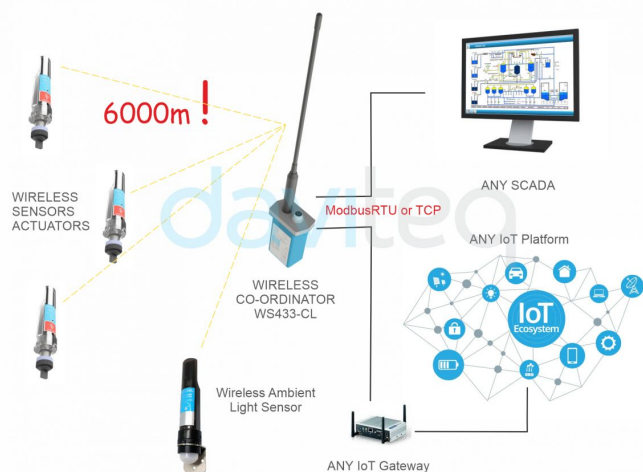 6000m !
WIRELESS
SENSORS
ACTUATORS
daviteq
ModbusRTU or TCP
WIRELESS
CO-ORDINATOR
WS433-CL
ANY SCADA
ANY IoT Platform
IoT
Ecosystem
Wireless Ambient
Light Sensor
ANY IoT Gateway